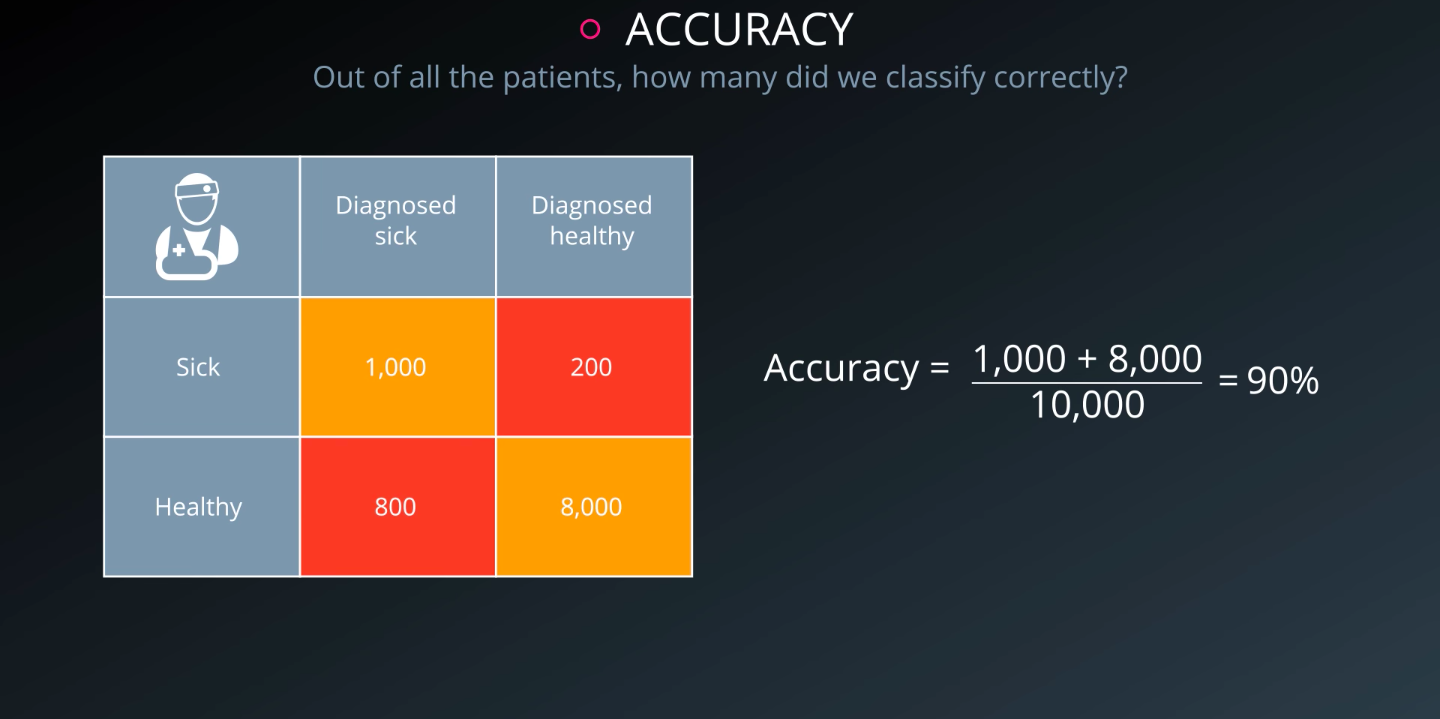 ACCURACY
Out of all the patients, how many did we classify correctly?
Diagnosed
sick
Diagnosed
healthy
Sick
1,000
200
Healthy
800
8,000
Accuracy = 1,000 + 8,000
10,000
= 90%